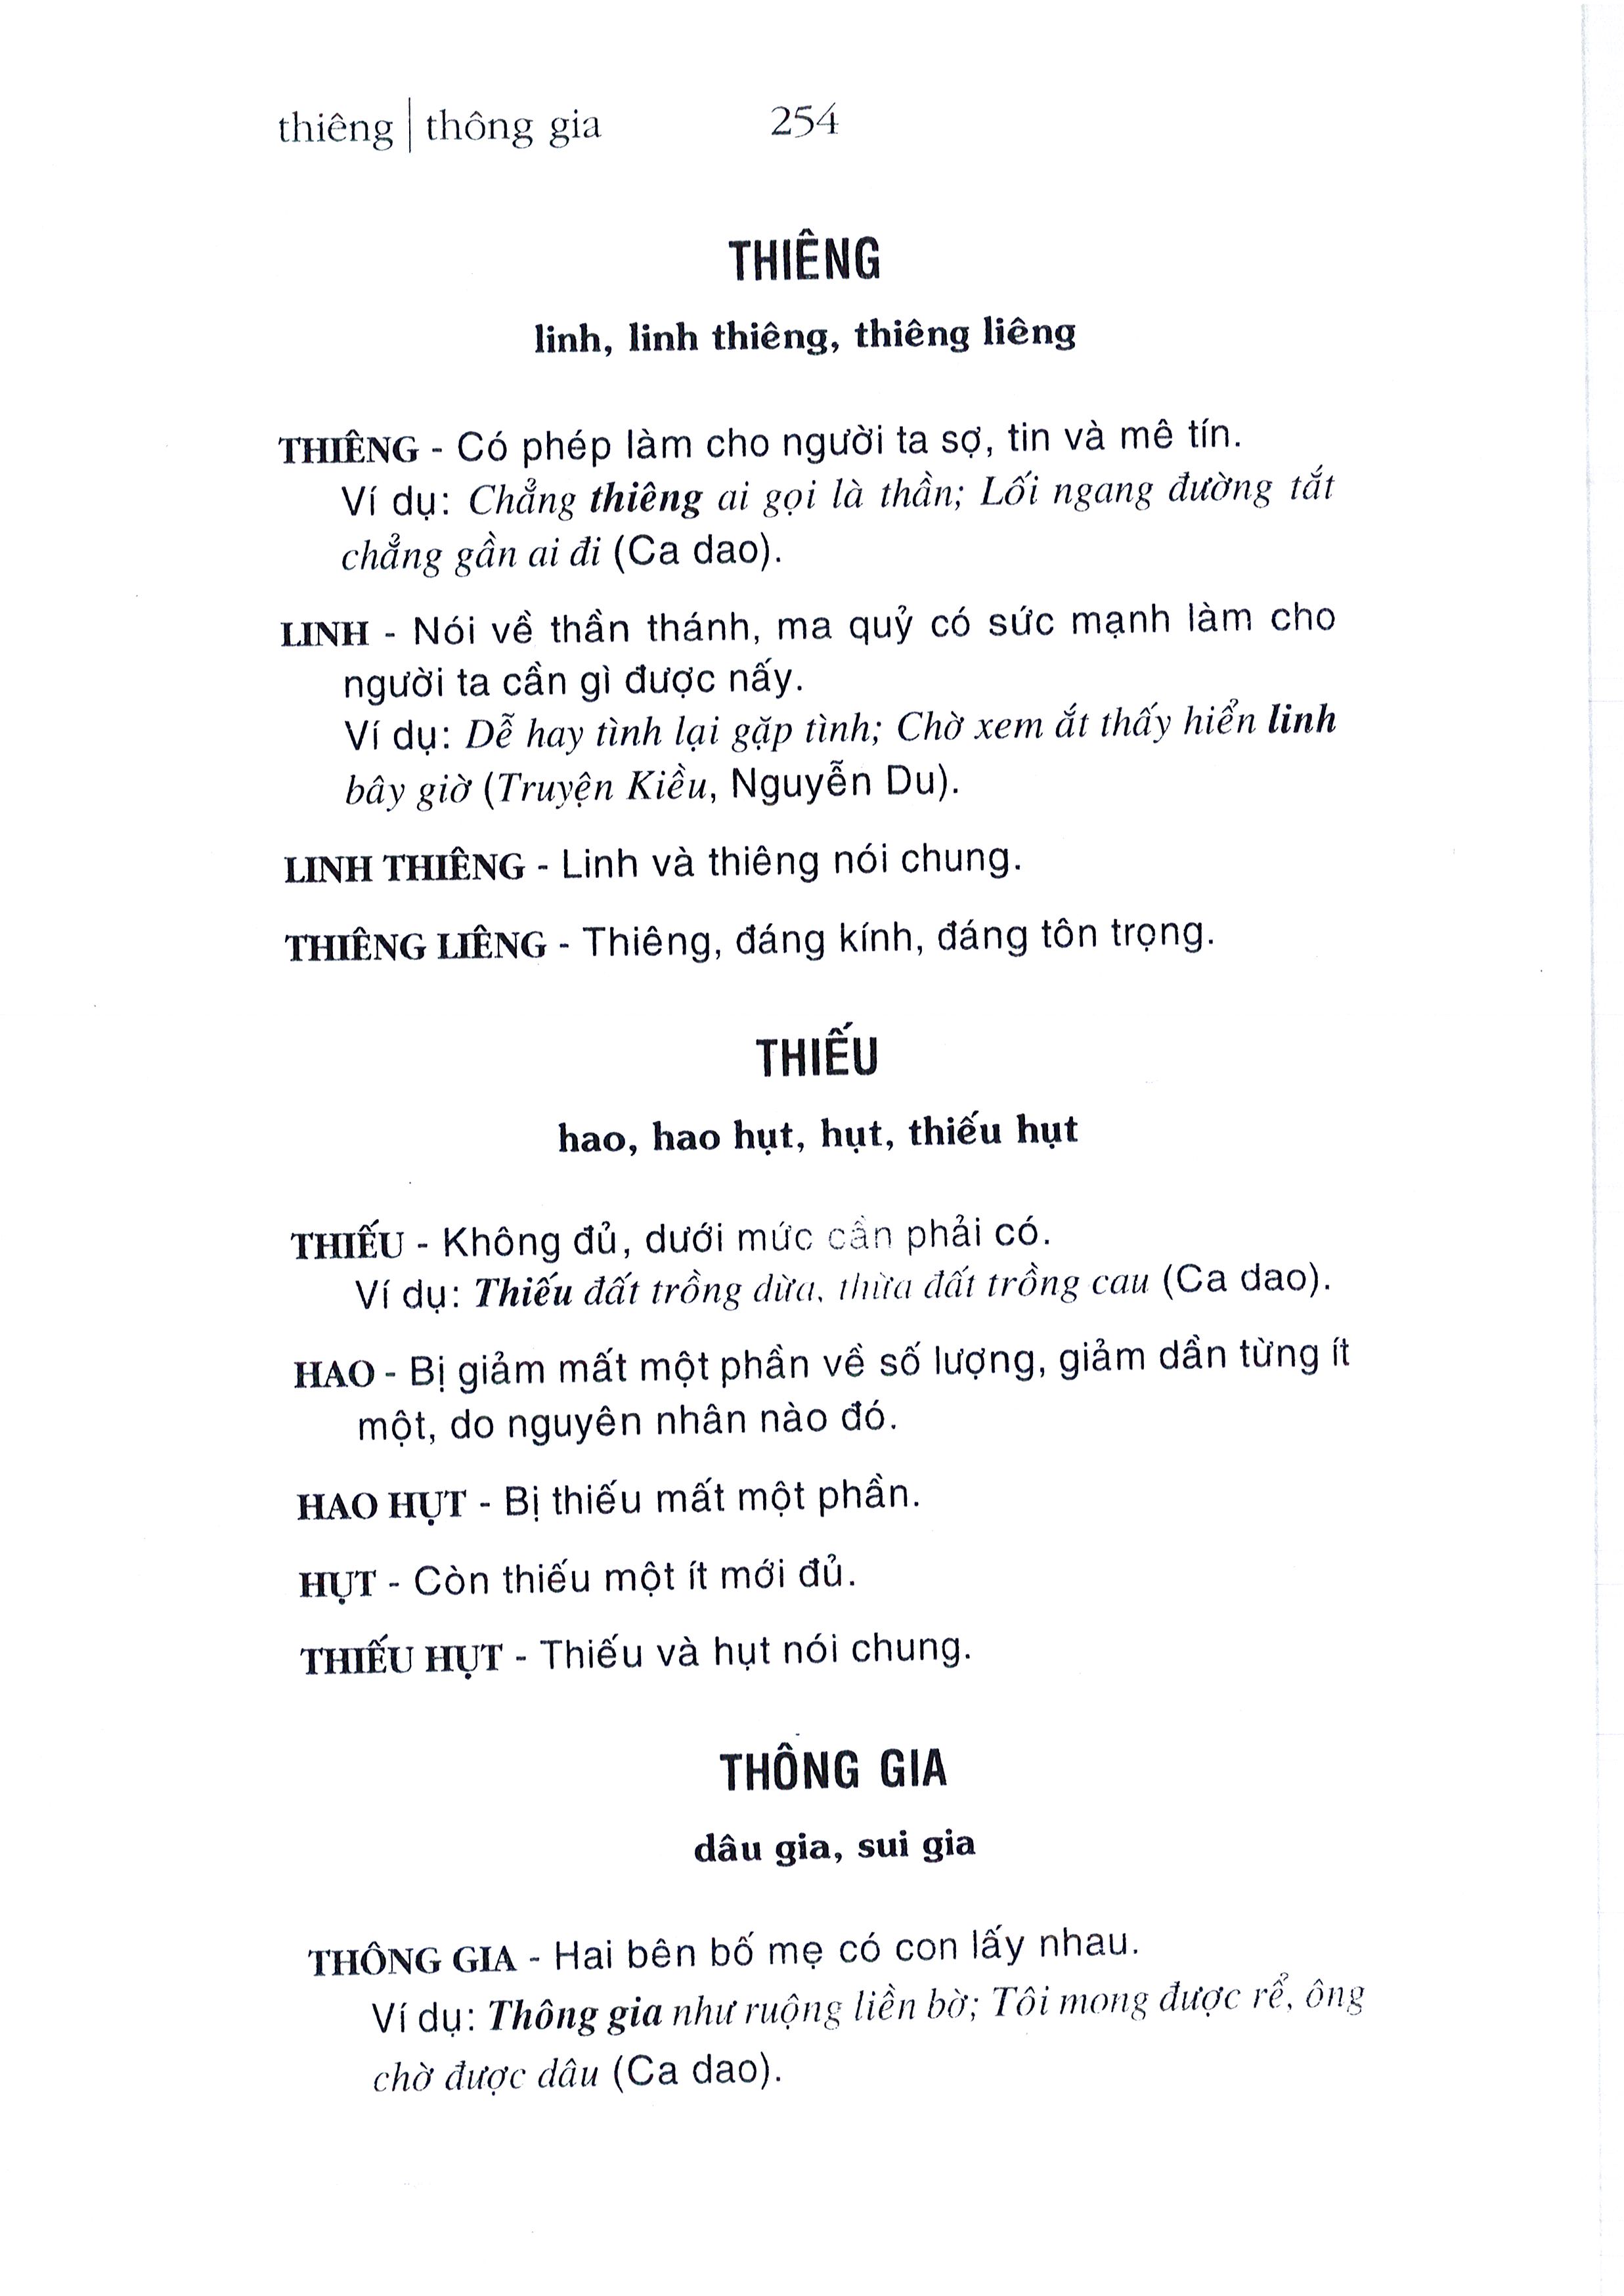 thiêng | thông gia 254
THIÊNG
linh, linh thiêng, thiêng liêng
THIÊNG - Có phép làm cho người ta sợ, tin và mê tín.
Ví dụ: Chẳng thiêng ai gọi là thần; Lối ngang đường tắt
chẳng gần ai đi (Ca dao).
LINH - Nói về thần thánh, ma quỷ có sức mạnh làm cho
người ta cần gì được nấy.
Ví dụ: Dễ hay tình lại gặp tình; Chờ xem ắt thấy hiển linh
bây giờ (Truyện Kiều, Nguyễn Du).
LINH THIÊNG - Linh và thiêng nói chung.
THIÊNG LIÊNG - Thiêng, đáng kính, đáng tôn trọng.
THIẾU
hao, hao hụt, hụt, thiếu hụt
THIẾU - Không đủ, dưới mức cần phải có.
Ví dụ: Thiếu đất trồng dừa, thừa đất trồng cau (Ca dao).
HAO - Bị giảm mất một phần về số lượng, giảm dần từng ít
một, do nguyên nhân nào đó.
HAO HỤT - Bị thiếu mất một phần.
HỤT - Còn thiếu một ít mới đủ.
THIẾU HỤT - Thiếu và hụt nói chung.
THÔNG GIA
dâu gia, sui gia
THÔNG GIA - Hai bên bố mẹ có con lấy nhau.
Ví dụ: Thông gia như ruộng liền bờ; Tôi mong được rể, ông
chờ được dâu (Ca dao).